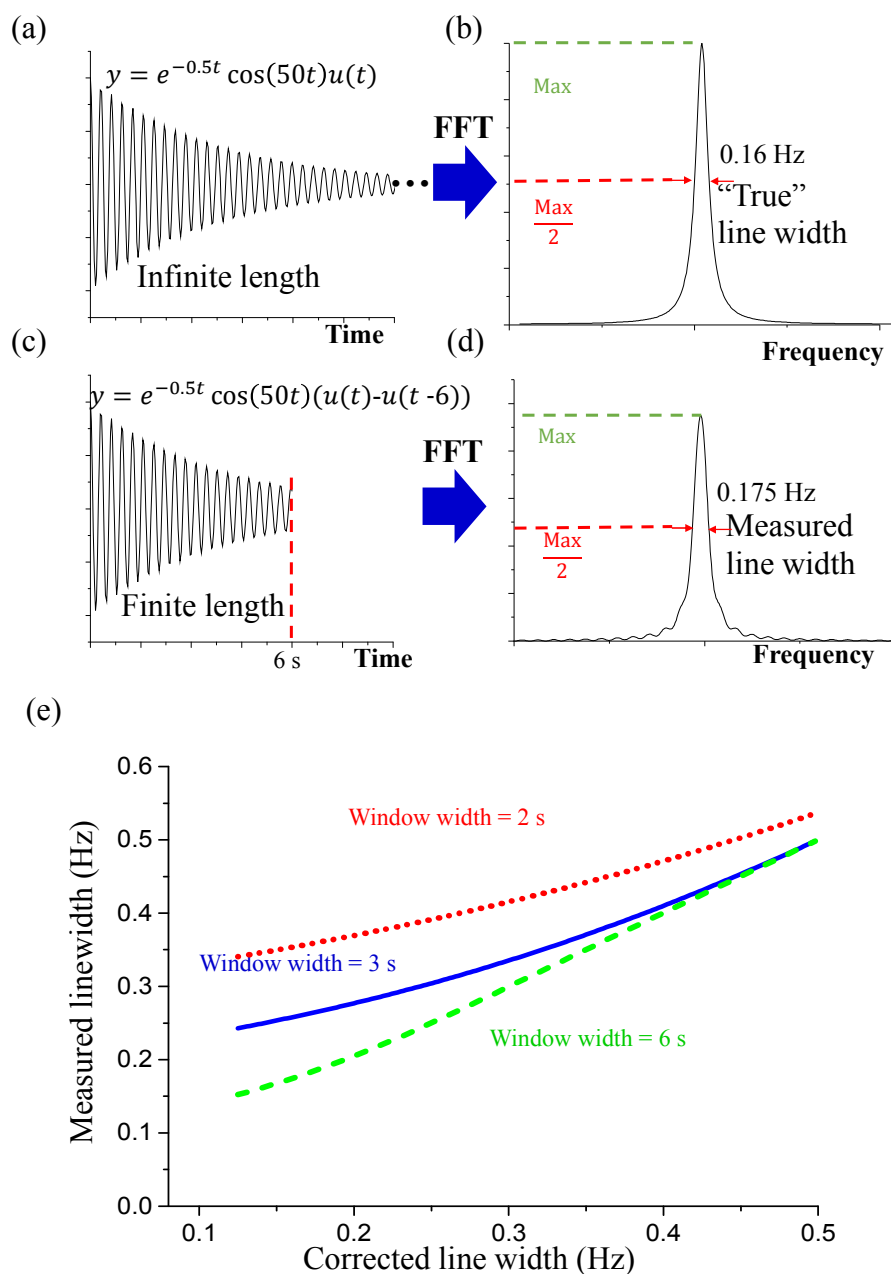 (a)
y = e^{-0.5t} cos(50t)u(t)
Infinite length
Time
FFT
(b)
Max
Max/2
0.16 Hz
“True”
line width
Frequency
(c)
y = e^{-0.5t} cos(50t)(u(t)-u(t -6))
Finite length
6 s
Time
FFT
(d)
Max
Max/2
0.175 Hz
Measured
line width
Frequency
(e)
Measured linewidth (Hz)
0.6
0.5
0.4
0.3
0.2
0.1
0.0
Window width = 2 s
Window width = 3 s
Window width = 6 s
0.1 0.2 0.3 0.4 0.5
Corrected line width (Hz)